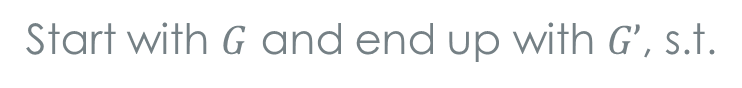 Start with 𝐺 and end up with 𝐺’, s.t.